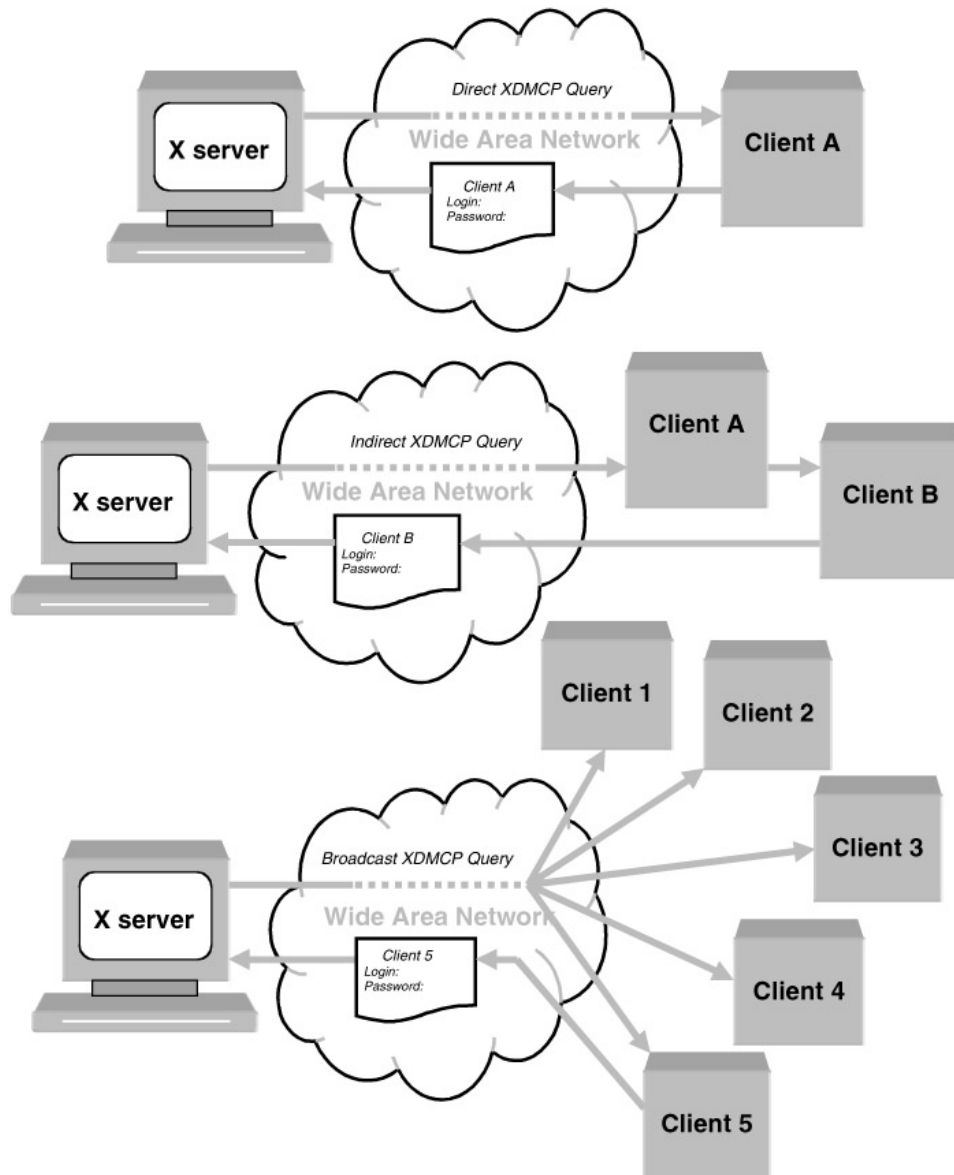 Direct XDMCP Query
Wide Area Network
X server
Client A
Client A
Login:
Password:
Indirect XDMCP Query
Wide Area Network
X server
Client A
Client B
Client B
Login:
Password:
Client 1
Client 2
Client 3
Broadcast XDMCP Query
Wide Area Network
X server
Client 5
Login:
Password:
Client 4
Client 5